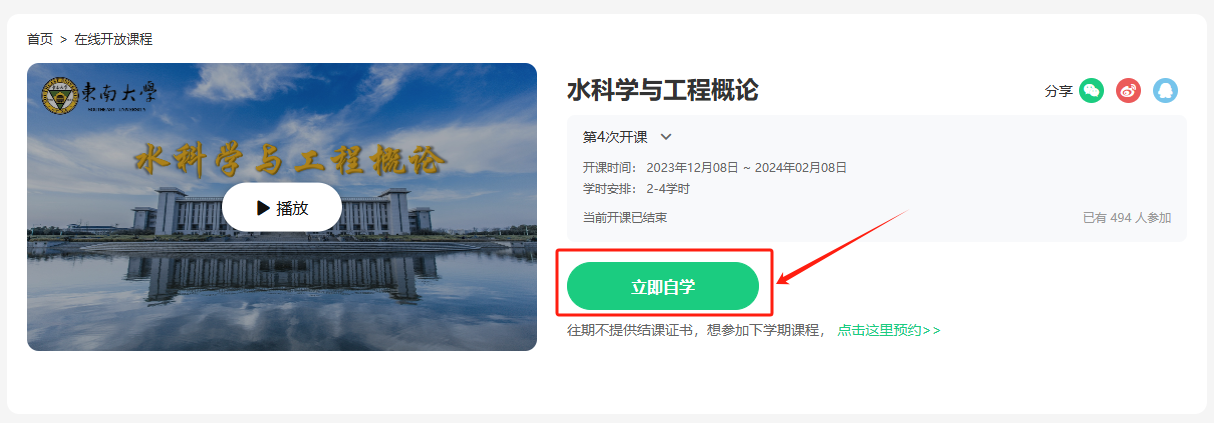 首页 > 在线开放课程
東南大學
水科学与工程概论
播放
水科学与工程概论
分享
第4次开课
开课时间： 2023年12月08日 ~ 2024年02月08日
学时安排： 2-4学时
当前开课已结束
已有 494 人参加
立即自学
往期不提供结课证书，想参加下学期课程， 点击这里预约>>